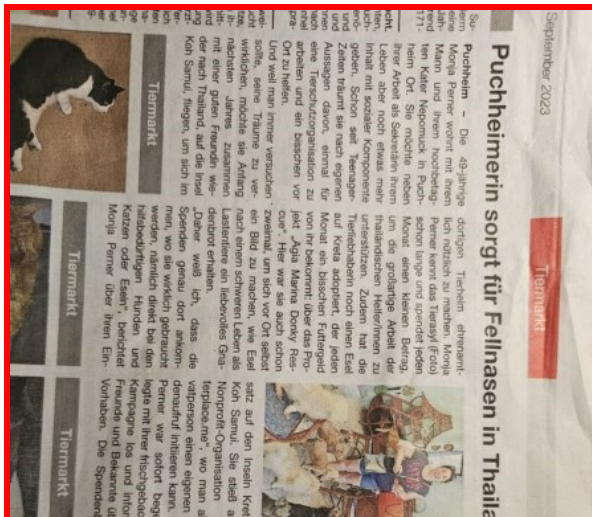 September 2023
Tiermarkt
Puchheimerin sorgt für Fellnasen in Thaila
Puchheim – Die 49-jährige
Monja Perner wohnt mit ihrem
Mann und ihrem hochbetag-
ten Kater Nepomuck in Puch-
heim Ort. Sie möchte neben
ihrer Arbeit als Sekretärin ihrem
Leben aber noch etwas mehr
Inhalt mit sozialer Komponente
geben. Schon seit Teenager-
Zeiten träumt sie nach eigenen
Aussagen davon, einmal für
eine Tierschutzorganisation zu
arbeiten und ein bisschen vor
Ort zu helfen.
Und weil man immer versuchen
sollte, seine Träume zu ver-
wirklichen, möchte sie Anfang
nächsten Jahres zusammen
mit einer guten Freundin wie-
der nach Thailand, auf die Insel
Koh Samui, fliegen, um sich im
dortigen Tierheim ehrenamt-
lich nützlich zu machen. Monja
Perner kennt das Tierasyl (Foto)
schon lange und spendet jeden
Monat einen kleinen Betrag,
um die großartige Arbeit der
thailändischen Helfer/innen zu
unterstützen. Zudem hat die
Tierliebhaberin noch einen Esel
auf Kreta adoptiert, der jeden
Monat ein bisschen Futtergeld
von ihr bekommt: über das Pro-
jekt „Agia Marina Donky Res-
cue“. Hier war sie auch schon
zweimal, um sich vor Ort selbst
ein Bild zu machen, wie Esel
nach einem schweren Leben als
Lastentiere ein liebevolles Gna-
denbrot erhalten.
„Daher weiß ich, dass die
Spenden genau dort ankom-
men, wo sie wirklich gebraucht
werden, nämlich direkt bei den
hilfsbedürftigen Hunden und
Katzen oder Eseln“, berichtet
Monja Perner über ihren Ein-
satz auf den Inseln Kret
Koh Samui. Sie stieß a
Nonprofit-Organisation
terplace.me“, wo man a
vatperson einen eigenen
denaufruf initiieren kann.
Perner war sofort bege
legte mit ihrer frischgebac
Kampagne los und infor
Freunde und Bekannte ü
Vorhaben. Die Spendent
Tiermarkt
Tiermarkt
Tiermarkt